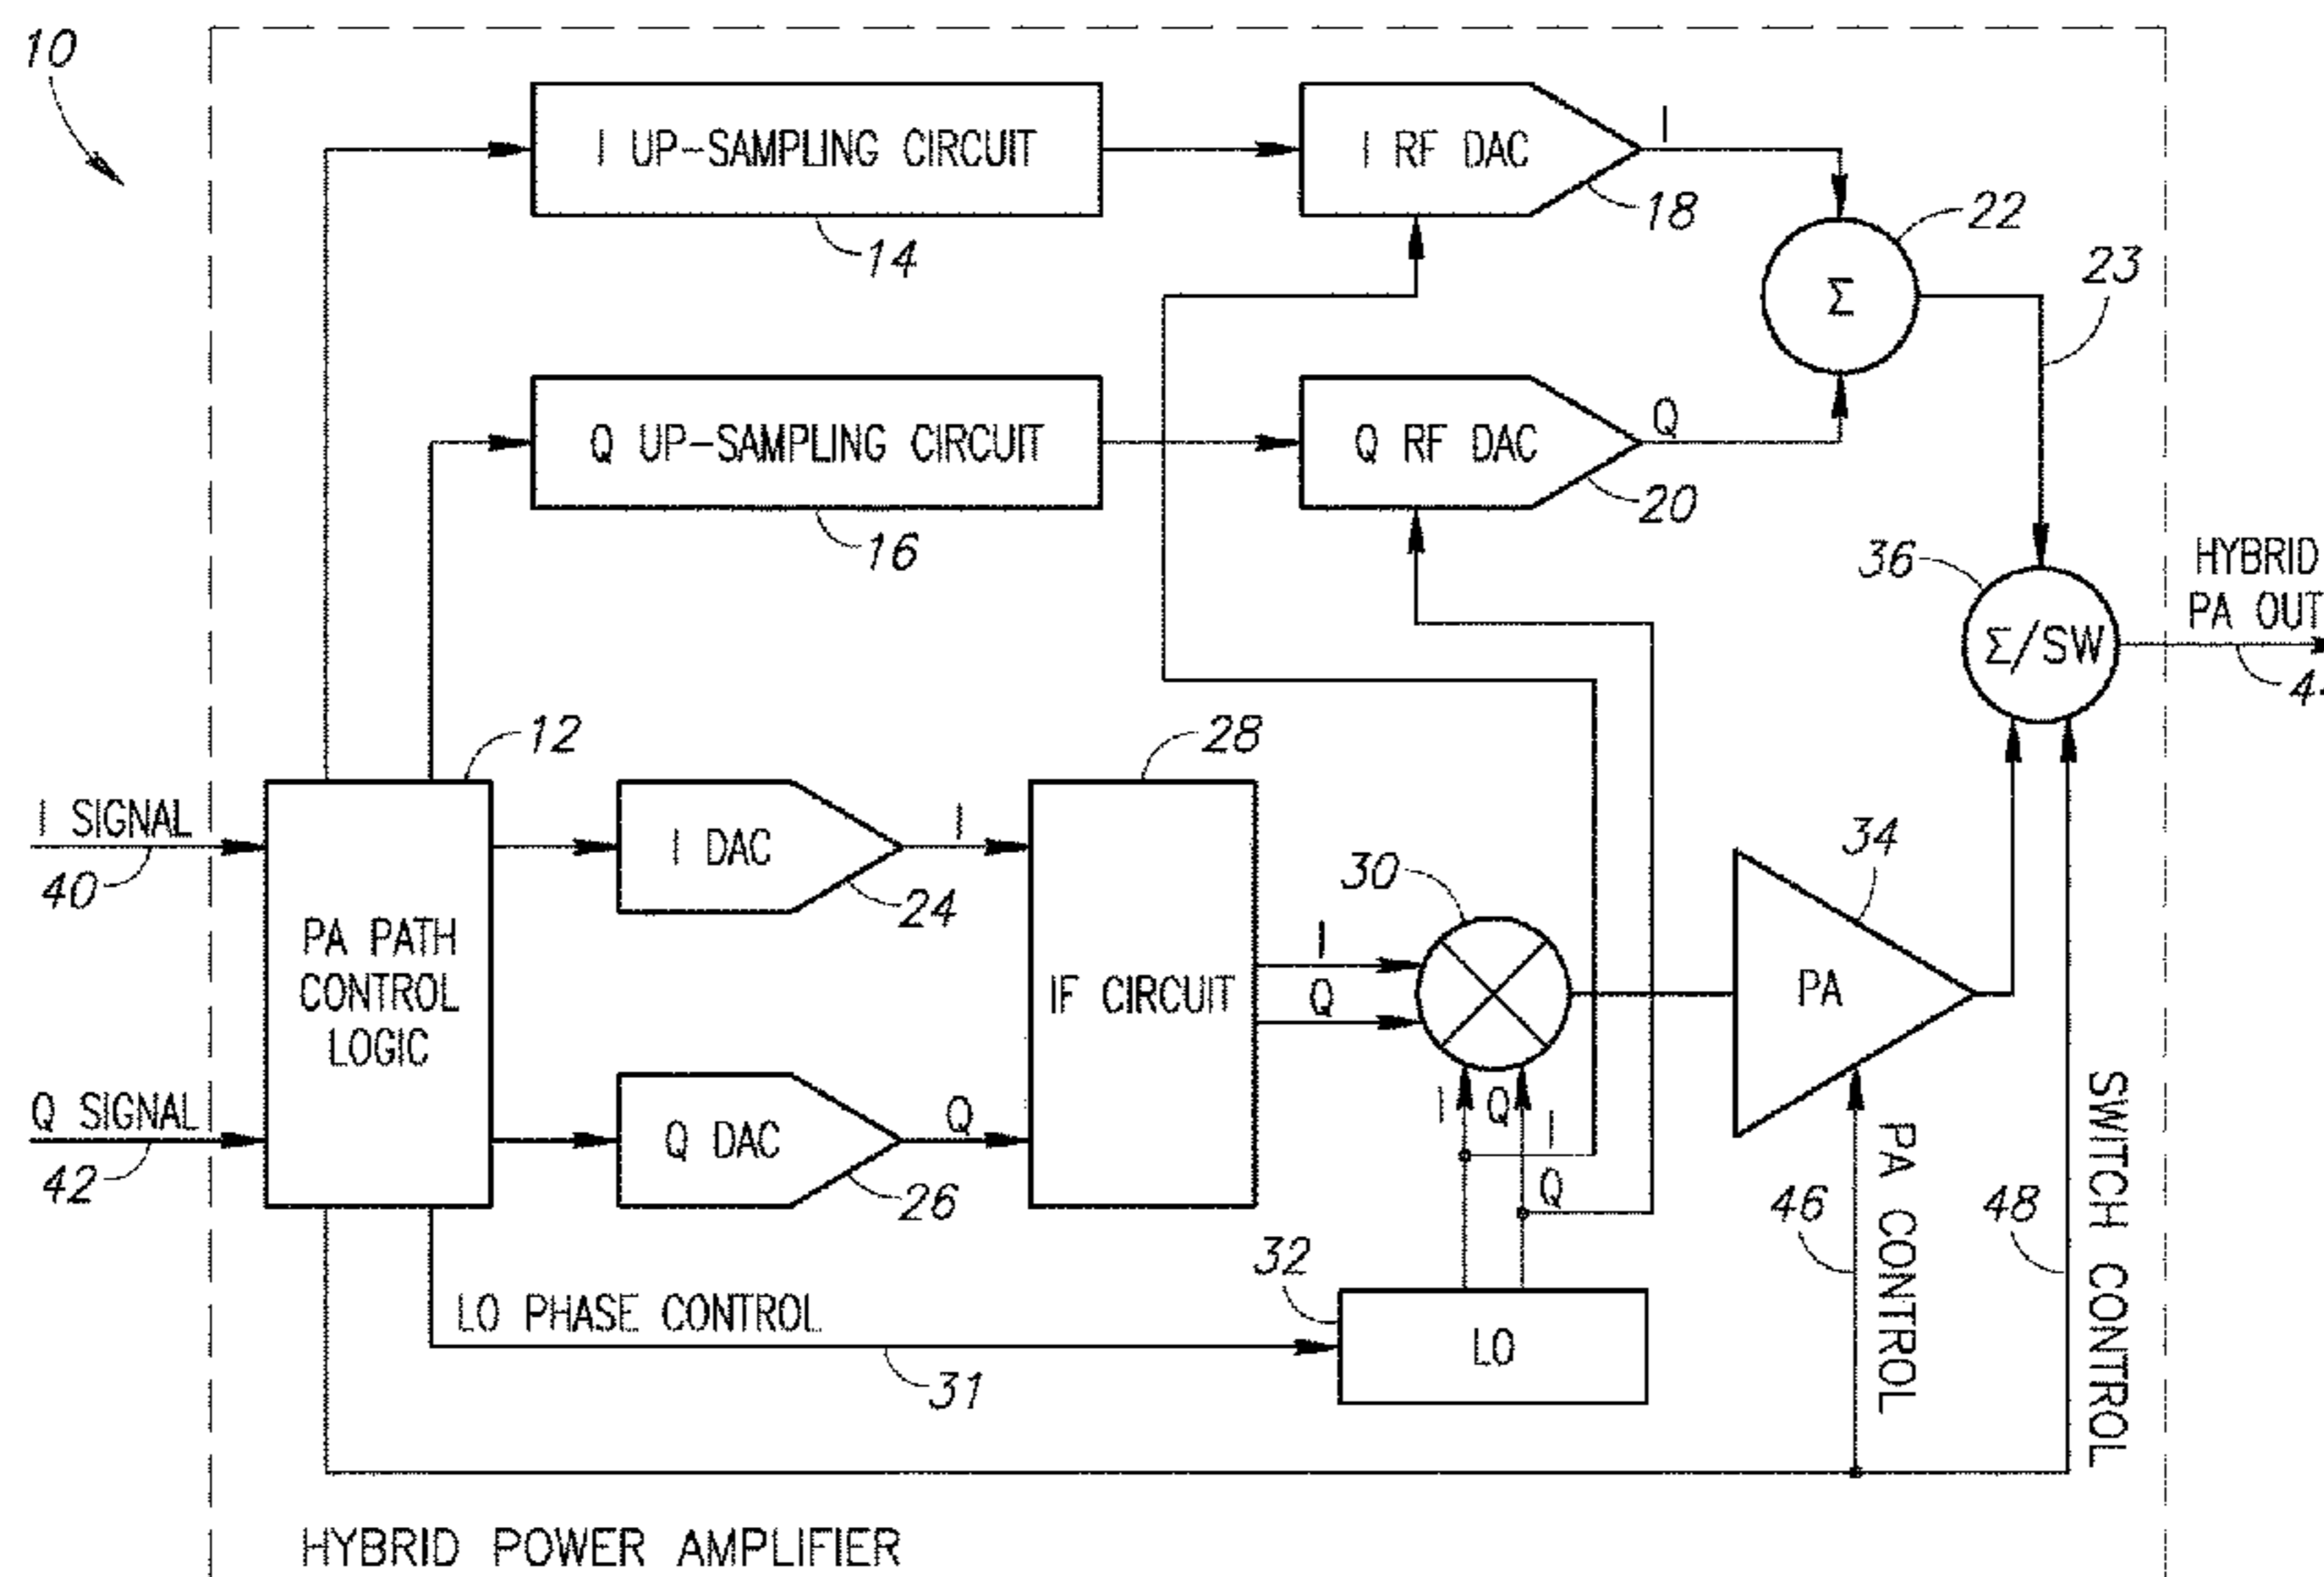 10
I UP-SAMPLING CIRCUIT
14
I RF DAC
18
I
22
Σ
23
Q UP-SAMPLING CIRCUIT
16
Q RF DAC
20
Q
36
Σ/SW
HYBRID
PA OUT
I SIGNAL
40
Q SIGNAL
42
12
PA PATH
CONTROL
LOGIC
I DAC
24
I
Q DAC
26
Q
28
IF CIRCUIT
I
Q
30
I
Q
I
Q
34
PA
LO PHASE CONTROL
31
32
LO
46
PA CONTROL
48
SWITCH CONTROL
HYBRID POWER AMPLIFIER